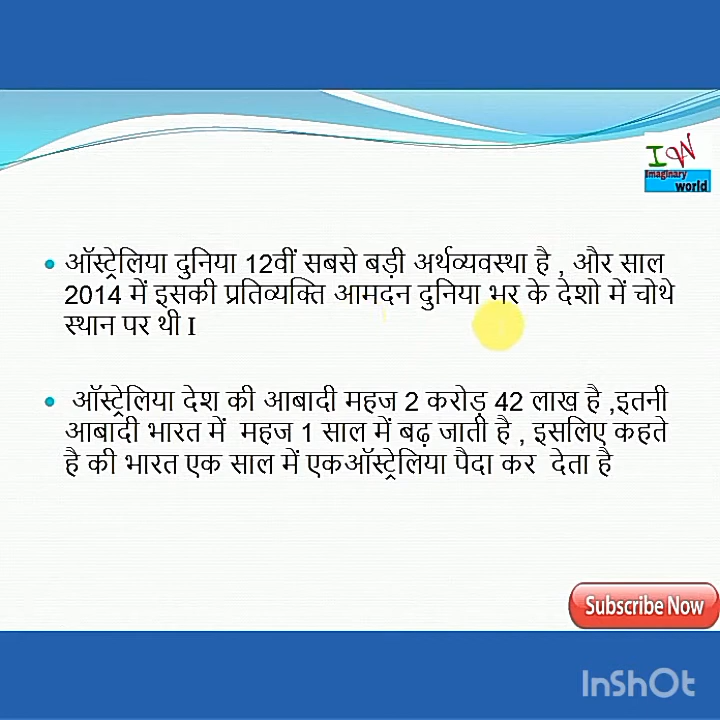 IW
Imaginary
world
ऑस्ट्रेलिया दुनिया 12वीं सबसे बड़ी अर्थव्यवस्था है , और साल
2014 में इसकी प्रतिव्यक्ति आमदन दुनिया भर के देशो में चोथे
स्थान पर थी I
ऑस्ट्रेलिया देश की आबादी महज 2 करोड़ 42 लाख है ,इतनी
आबादी भारत में महज 1 साल में बढ़ जाती है , इसलिए कहते
है की भारत एक साल में एकऑस्ट्रेलिया पैदा कर देता है
Subscribe Now
InShOt